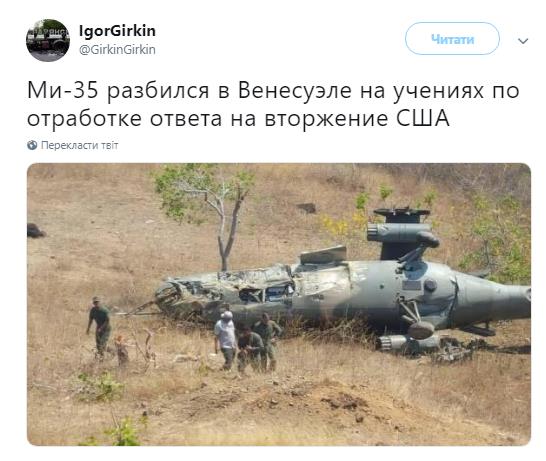 IgorGirkin
@GirkinGirkin
Читати
Ми-35 разбился в Венесуэле на учениях по
отработке ответа на вторжение США
Перекласти твіт